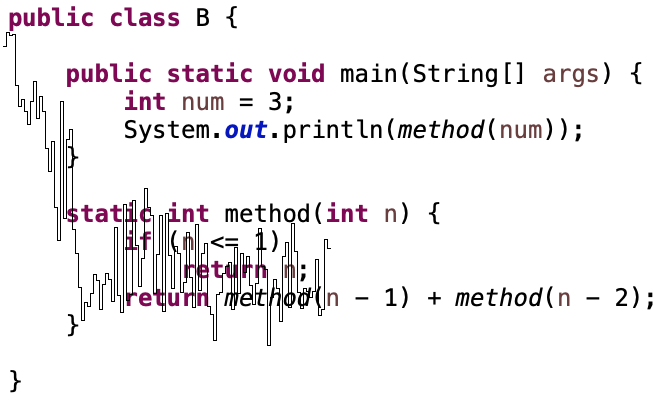 public class B {
public static void main(String[] args) {
int num = 3;
System.out.println(method(num));
}
static int method(int n) {
if (n <= 1)
return n;
return method(n - 1) + method(n - 2);
}
}